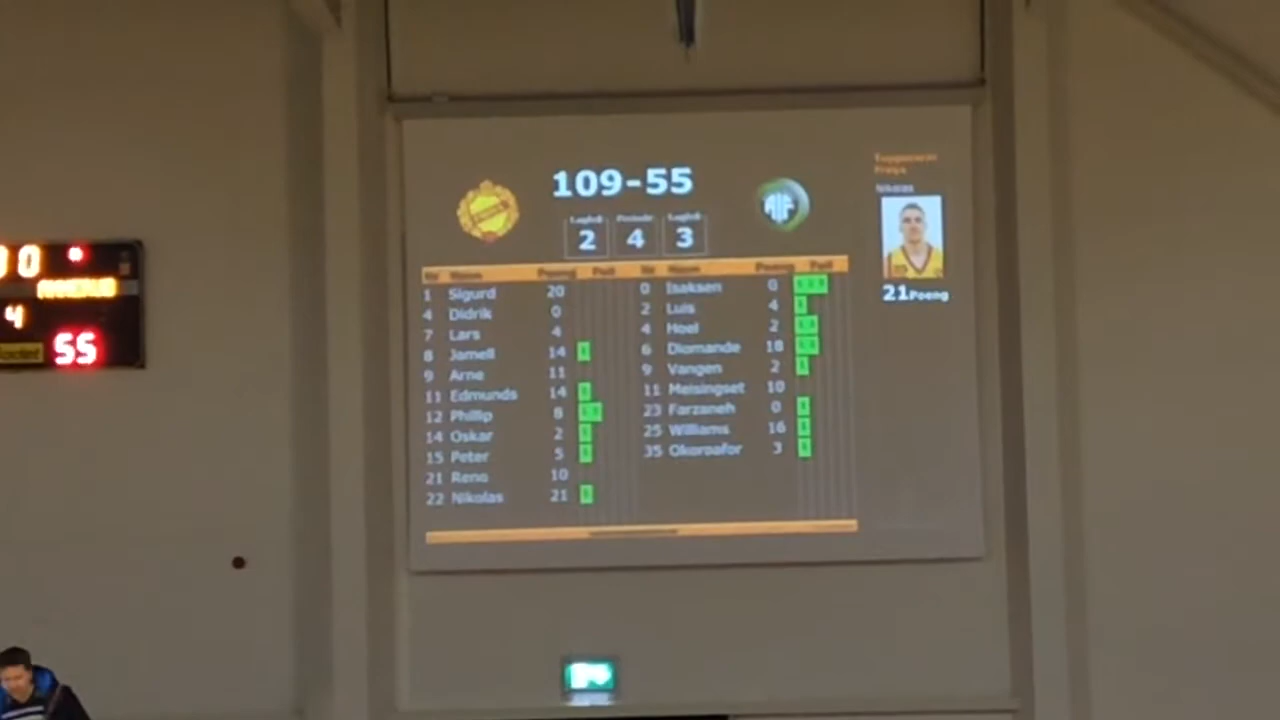 109-55
Lagfeil Periode Lagfeil
2 4 3
Toppscorer
Nikolas
21Poeng
Nr Navn Poeng Feil Nr Navn Poeng Feil
1 Sigurd 20 0 Isaksen 0
4 Didrik 0 2 Luis 4
7 Lars 4 4 Hoel 2
8 Jamell 14 6 Diomande 18
9 Arne 11 9 Vangen 2
11 Edmunds 14 11 Meisingset 10
12 Phillip 8 23 Farzaneh 0
14 Oskar 2 25 Williams 16
15 Peter 5 35 Okoroafor 3
21 Reno 10
22 Nikolas 21
0
4
55